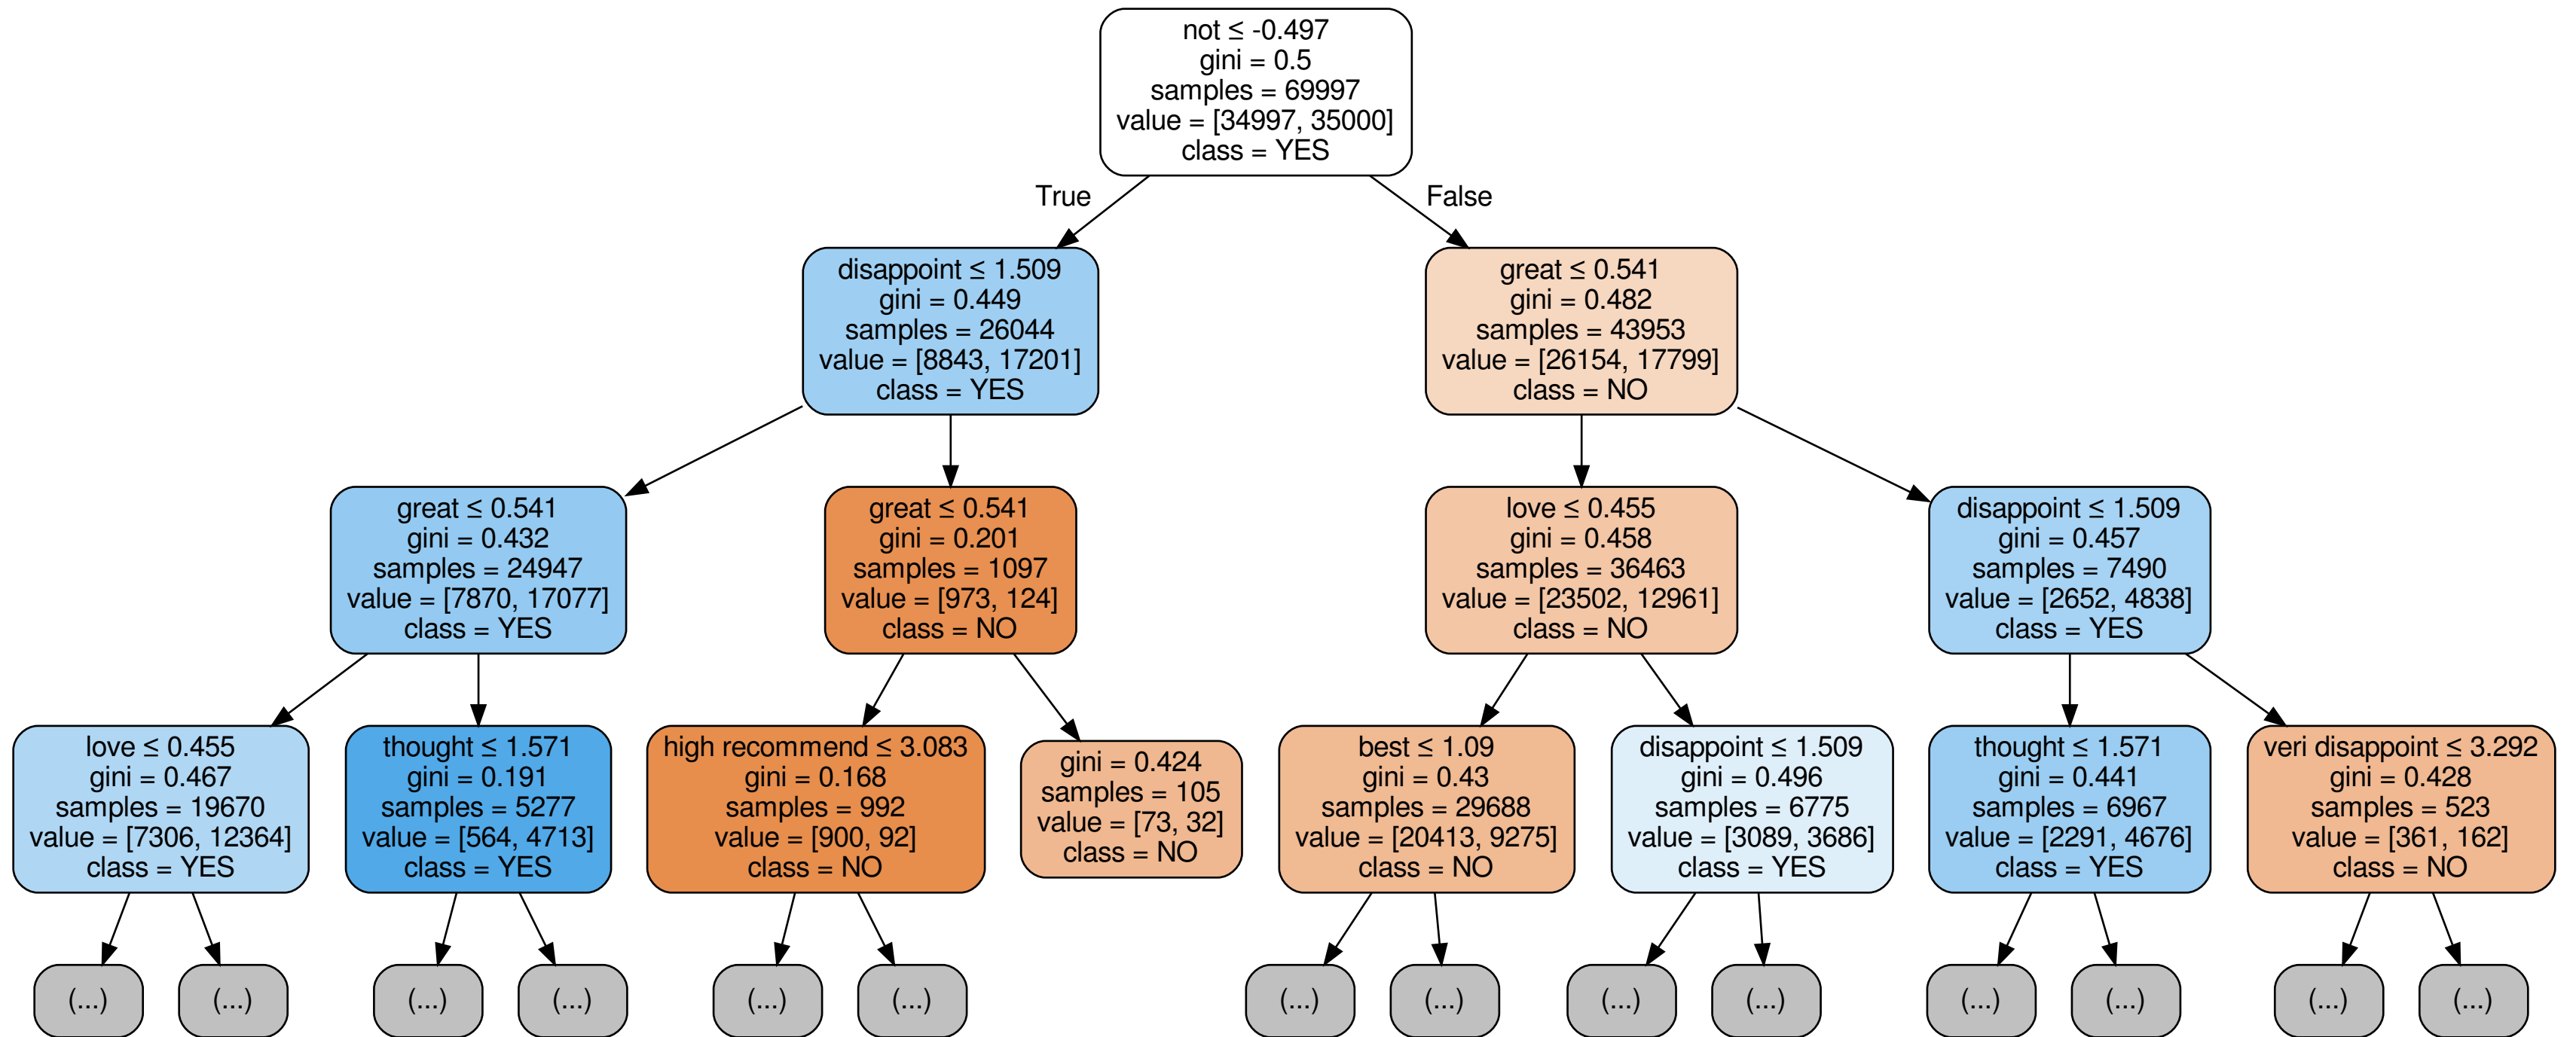 not ≤ -0.497
gini = 0.5
samples = 69997
value = [34997, 35000]
class = YES
True
False
disappoint ≤ 1.509
gini = 0.449
samples = 26044
value = [8843, 17201]
class = YES
great ≤ 0.541
gini = 0.482
samples = 43953
value = [26154, 17799]
class = NO
great ≤ 0.541
gini = 0.432
samples = 24947
value = [7870, 17077]
class = YES
great ≤ 0.541
gini = 0.201
samples = 1097
value = [973, 124]
class = NO
love ≤ 0.455
gini = 0.458
samples = 36463
value = [23502, 12961]
class = NO
disappoint ≤ 1.509
gini = 0.457
samples = 7490
value = [2652, 4838]
class = YES
love ≤ 0.455
gini = 0.467
samples = 19670
value = [7306, 12364]
class = YES
thought ≤ 1.571
gini = 0.191
samples = 5277
value = [564, 4713]
class = YES
high recommend ≤ 3.083
gini = 0.168
samples = 992
value = [900, 92]
class = NO
gini = 0.424
samples = 105
value = [73, 32]
class = NO
best ≤ 1.09
gini = 0.43
samples = 29688
value = [20413, 9275]
class = NO
disappoint ≤ 1.509
gini = 0.496
samples = 6775
value = [3089, 3686]
class = YES
thought ≤ 1.571
gini = 0.441
samples = 6967
value = [2291, 4676]
class = YES
veri disappoint ≤ 3.292
gini = 0.428
samples = 523
value = [361, 162]
class = NO
(...)
(...)
(...)
(...)
(...)
(...)
(...)
(...)
(...)
(...)
(...)
(...)
(...)
(...)